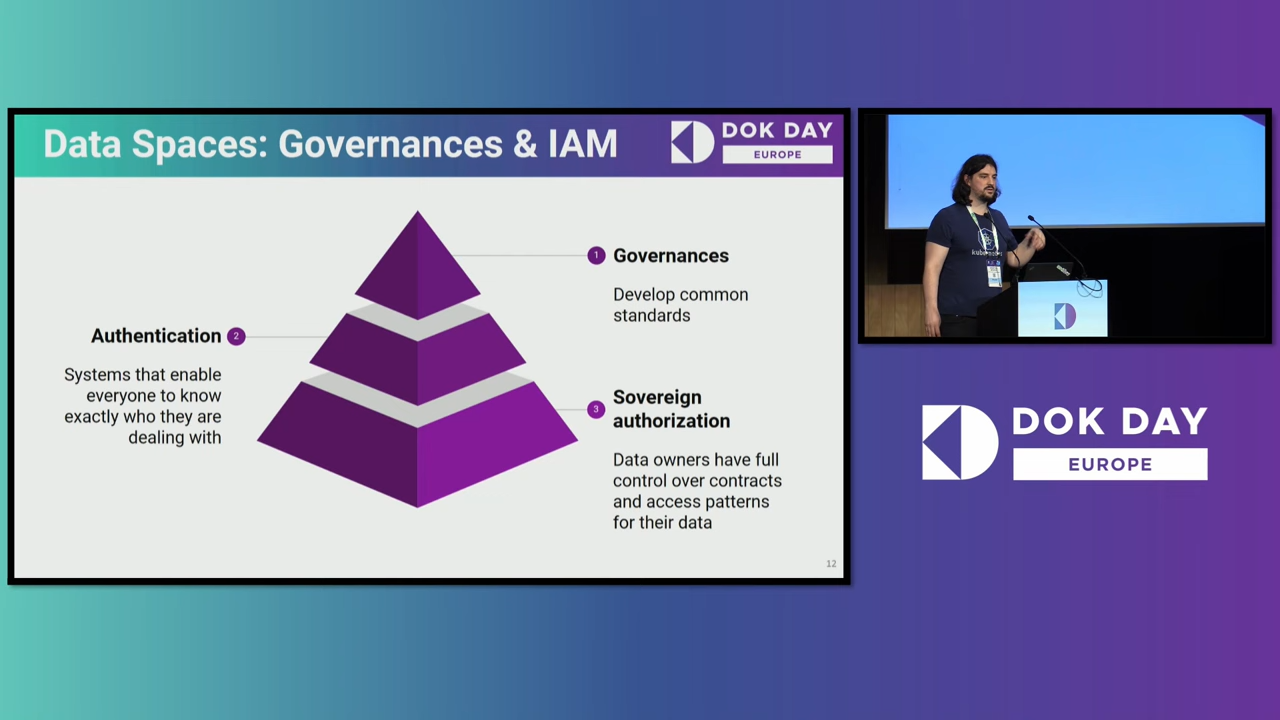 Data Spaces: Governances & IAM
DOK DAY
EUROPE
1
Governances
Develop common
standards
Authentication
2
Systems that enable
everyone to know
exactly who they are
dealing with
3
Sovereign
authorization
Data owners have full
control over contracts
and access patterns
for their data
12
DOK DAY
EUROPE